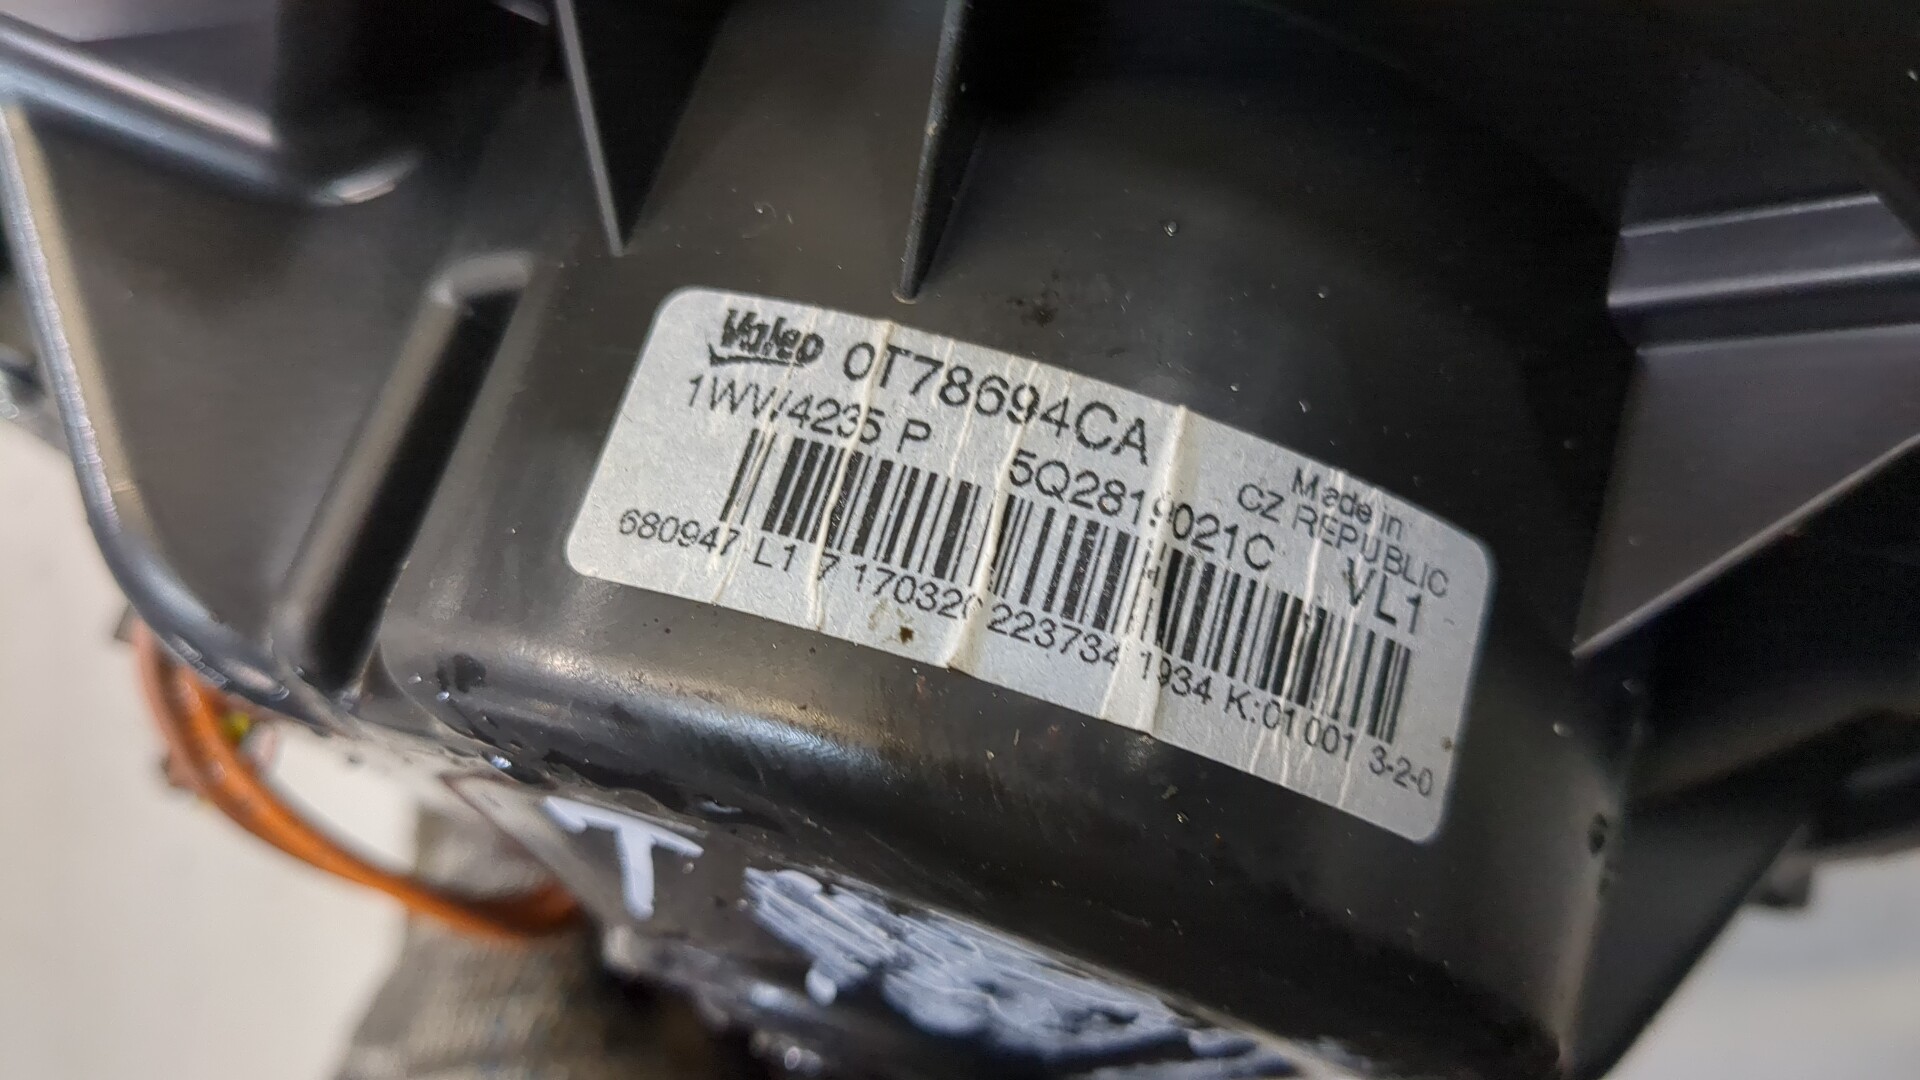 Valeo 0T78694CA
Made in
CZ REPUBLIC
1WV/4235 P 5Q2819021C VL1
680947 L1 7 170320 223734 1934 K:01 001 3-2-0
T